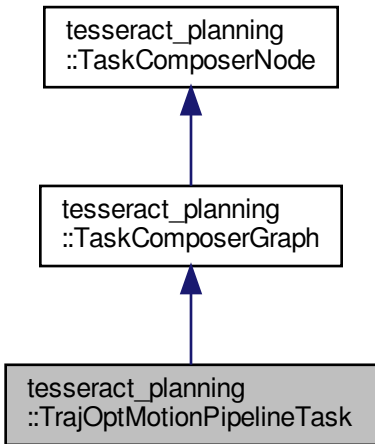 tesseract_planning
::TaskComposerNode
tesseract_planning
::TaskComposerGraph
tesseract_planning
::TrajOptMotionPipelineTask